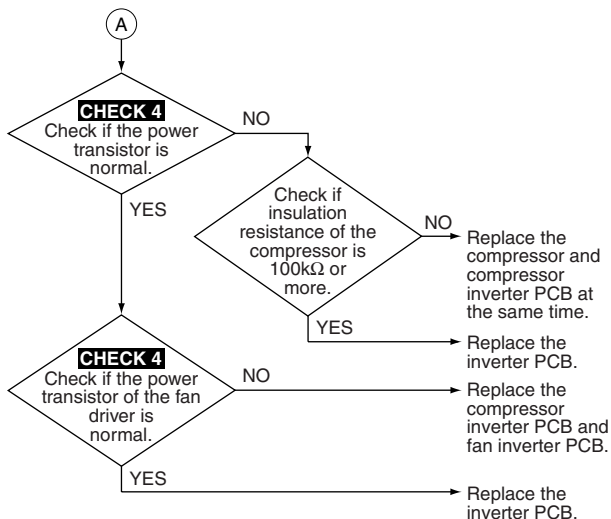 A
CHECK 4
Check if the power
transistor is
normal.
NO
YES
Check if
insulation
resistance of the
compressor is
100kΩ or
more.
NO
Replace the
compressor and
compressor
inverter PCB at
the same time.
YES
Replace the
inverter PCB.
CHECK 4
Check if the power
transistor of the fan
driver is
normal.
NO
Replace the
compressor
inverter PCB and
fan inverter PCB.
YES
Replace the
inverter PCB.